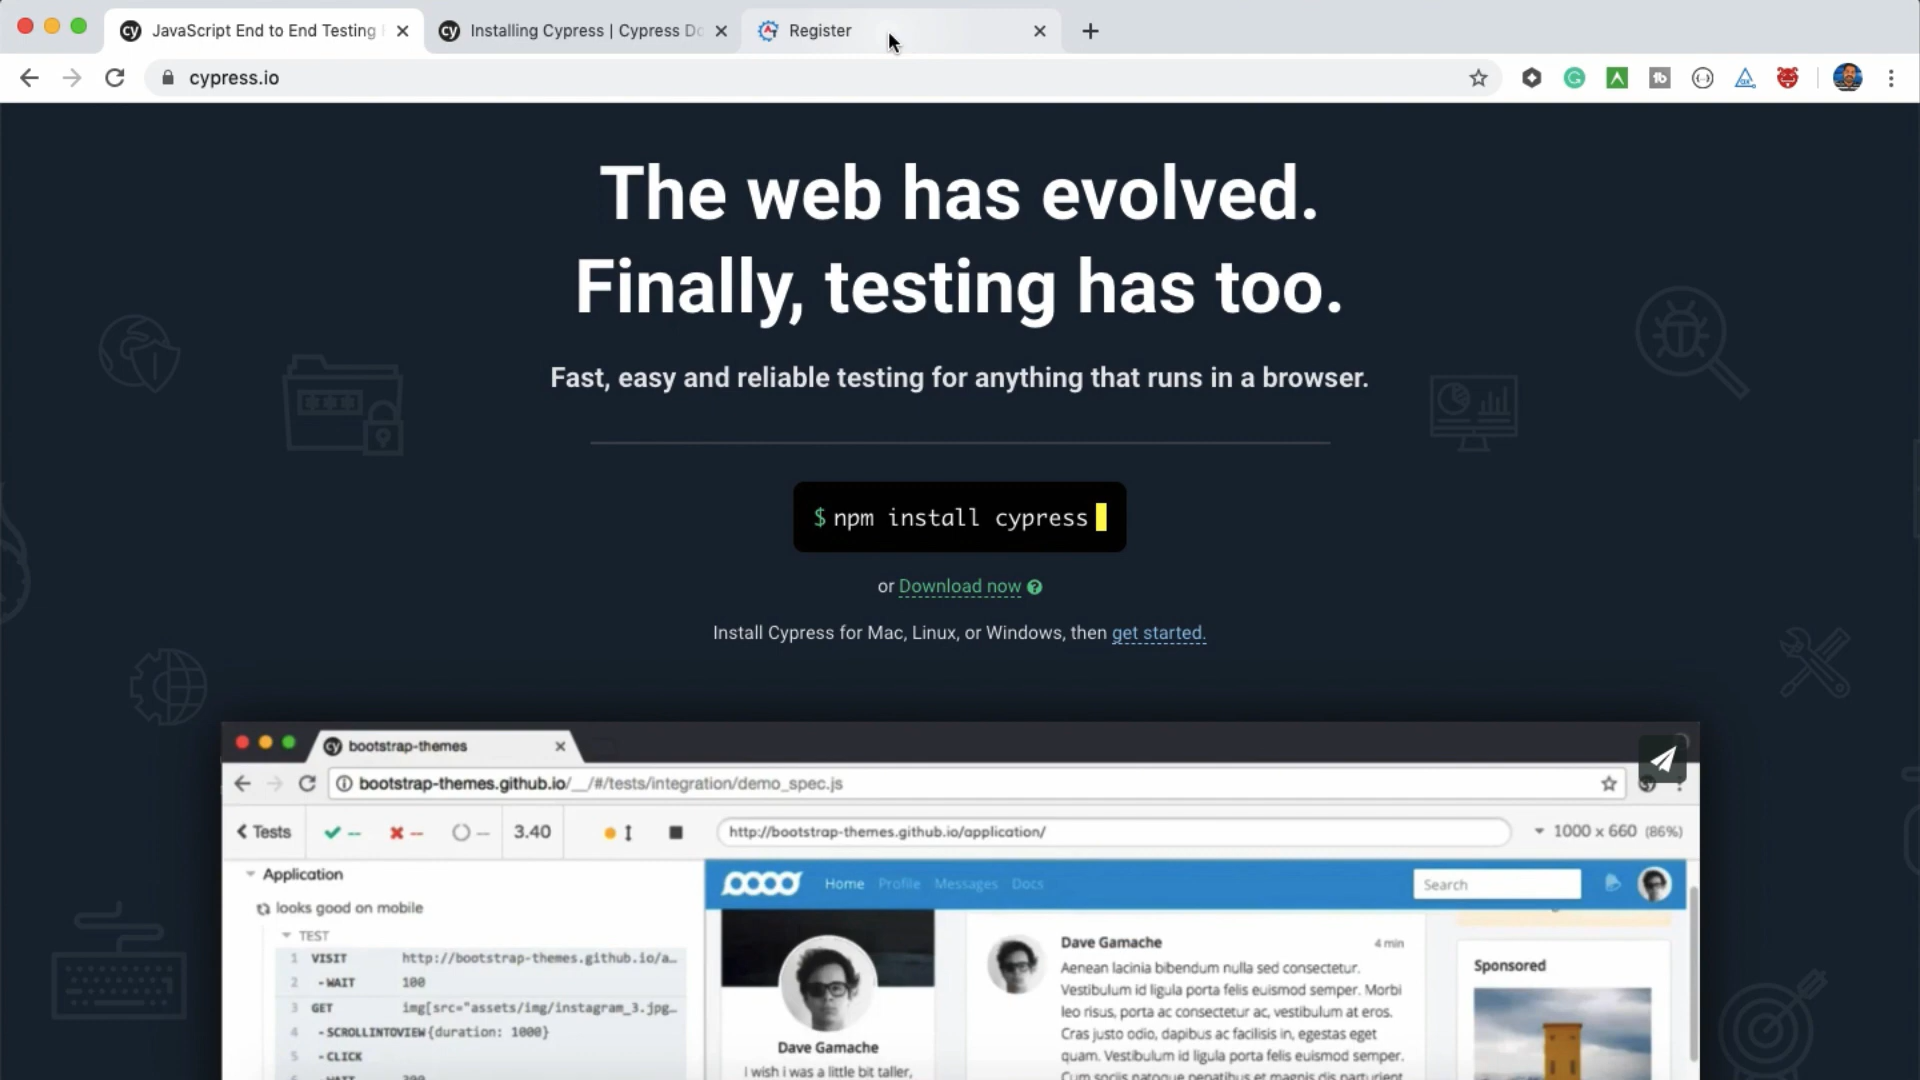 JavaScript End to End Testing
Installing Cypress | Cypress Do
Register
cypress.io
The web has evolved.
Finally, testing has too.
Fast, easy and reliable testing for anything that runs in a browser.
$ npm install cypress
or Download now
Install Cypress for Mac, Linux, or Windows, then get started.
bootstrap-themes
bootstrap-themes.github.io/__/#/tests/integration/demo_spec.js
Tests
--
--
--
3.40
http://bootstrap-themes.github.io/application/
1000 x 660 (86%)
Application
looks good on mobile
TEST
1 VISIT http://bootstrap-themes.github.io/a…
2 -WAIT 100
3 GET img[src="assets/img/instagram_3.jpg…
4 -SCROLLINTOVIEW {duration: 1000}
5 -CLICK
Home Profile Messages Docs
Search
Dave Gamache
I wish i was a little bit taller,
Dave Gamache
4 min
Aenean lacinia bibendum nulla sed consectetur.
Vestibulum id ligula porta felis euismod semper. Morbi
leo risus, porta ac consectetur ac, vestibulum at eros.
Cras justo odio, dapibus ac facilisis in, egestas eget
quam. Vestibulum id ligula porta felis euismod semper.
Cum sociis natoque penatibus et magnis dis parturient
Sponsored